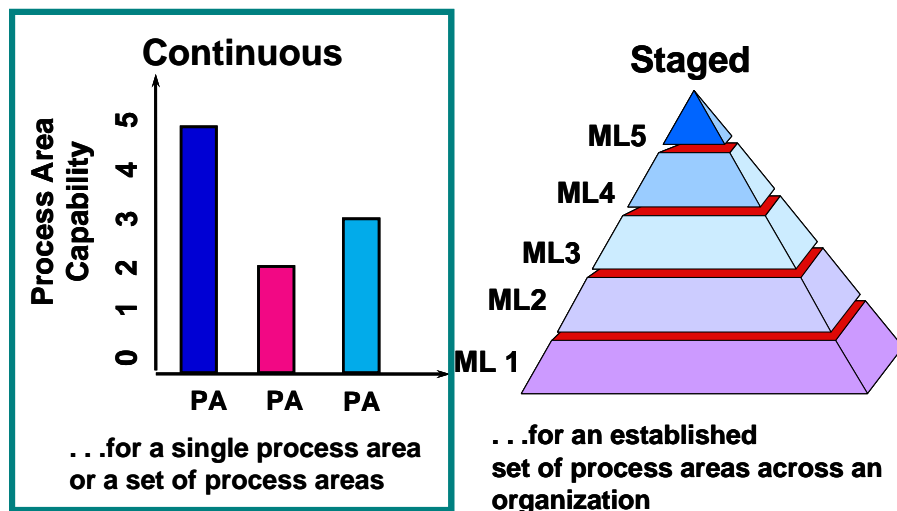 Continuous
Process Area
Capability
5
4
3
2
1
0
PA
PA
PA
. . .for a single process area
or a set of process areas
Staged
ML5
ML4
ML3
ML2
ML 1
. . .for an established
set of process areas across an
organization